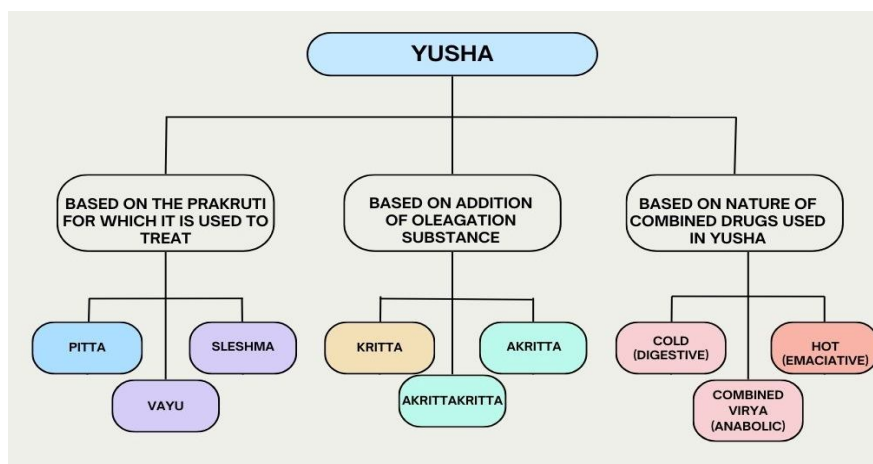 YUSHA
BASED ON THE PRAKRUTI
FOR WHICH IT IS USED TO
TREAT
BASED ON ADDITION
OF OLEAGATION
SUBSTANCE
BASED ON NATURE OF
COMBINED DRUGS USED
IN YUSHA
PITTA
SLESHMA
VAYU
KRITTA
AKRITTA
AKRITTAKRITTA
COLD
(DIGESTIVE)
HOT
(EMACIATIVE)
COMBINED
VIRYA
(ANABOLIC)